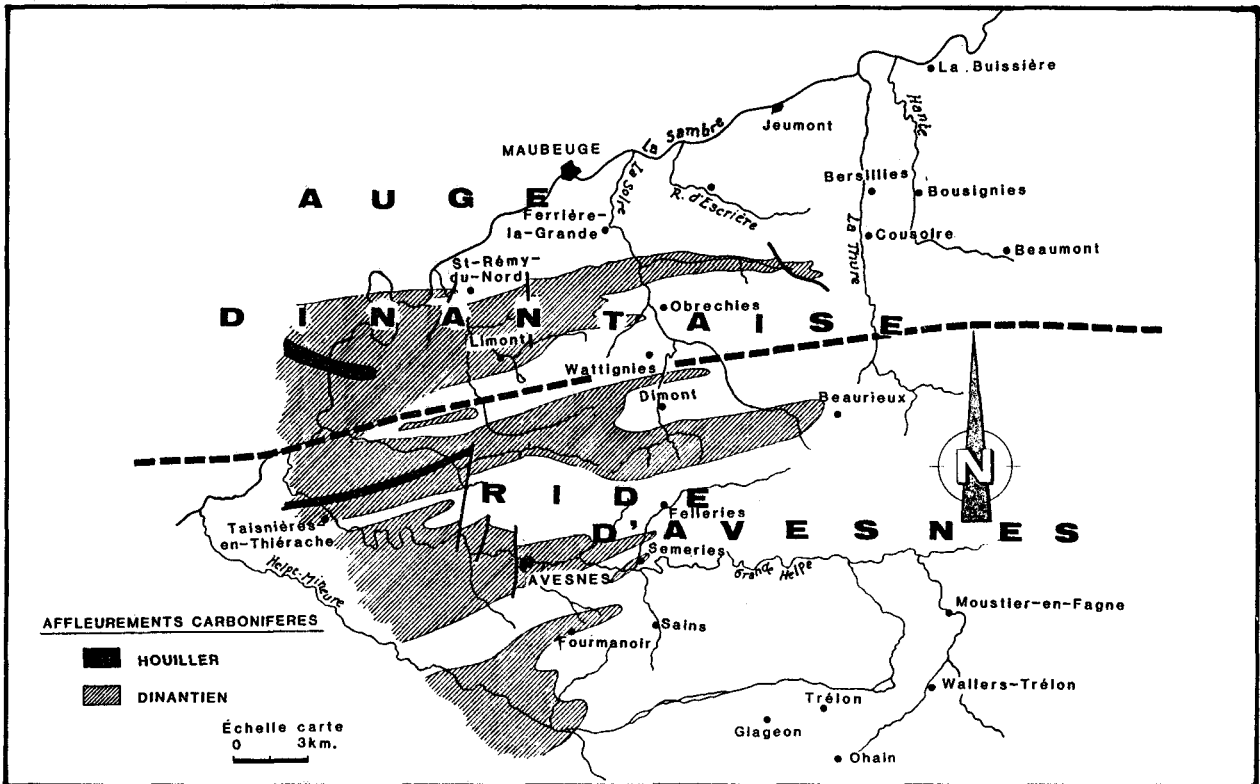 La Buissière
Hante
Jeumont
La Sambre
MAUBEUGE
La Solre
R. d'Escrière
Bersillies
Bousignies
AUGE
Ferrière-
la-Grande
La Thure
Cousolre
Beaumont
St-Rémy-
du-Nord
Obrechies
DINANTAISE
Limont
Wattignies
Dimont
Beaurieux
N
RIDE
D'AVESNES
Felleries
Taisnières-
en-Thiérache
Semeries
Grande Helpe
AVESNES
Helpe-Mineure
Moustier-en-Fagne
Sains
Fourmanoir
AFFLEUREMENTS CARBONIFERES
HOUILLER
DINANTIEN
Wallers-Trélon
Trélon
Glageon
Ohain
Échelle carte
0 3km.